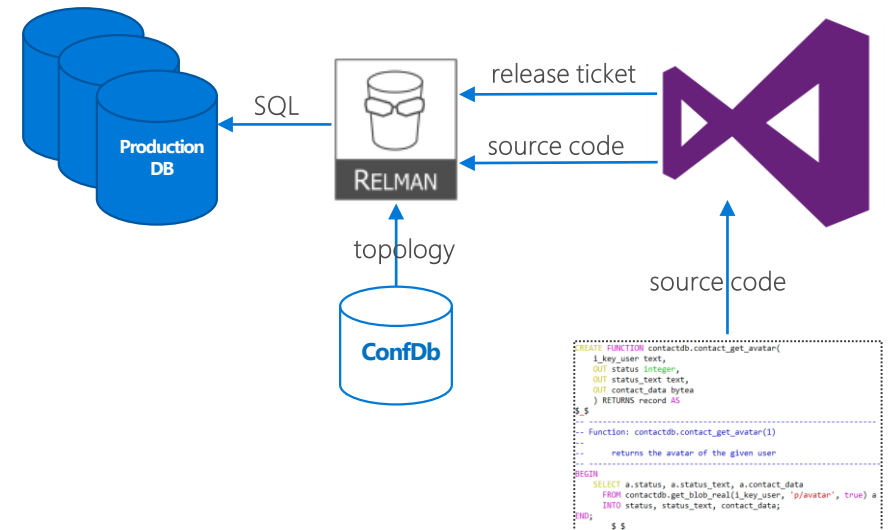 release ticket
SQL
Production
DB
source code
RELMAN
topology
source code
ConfDb
CREATE FUNCTION contactdb.contact_get_avatar(
    i_key_user text,
    OUT status integer,
    OUT status_text text,
    OUT contact_data bytea
    ) RETURNS record AS
$_$
-- ----------------------------------------------------------------
-- Function: contactdb.contact_get_avatar(1)
--
--      returns the avatar of the given user
-- ----------------------------------------------------------------
BEGIN
    SELECT a.status, a.status_text, a.contact_data
      FROM contactdb.get_blob_real(i_key_user, 'p/avatar', true) a
      INTO status, status_text, contact_data;
END;
        $_$